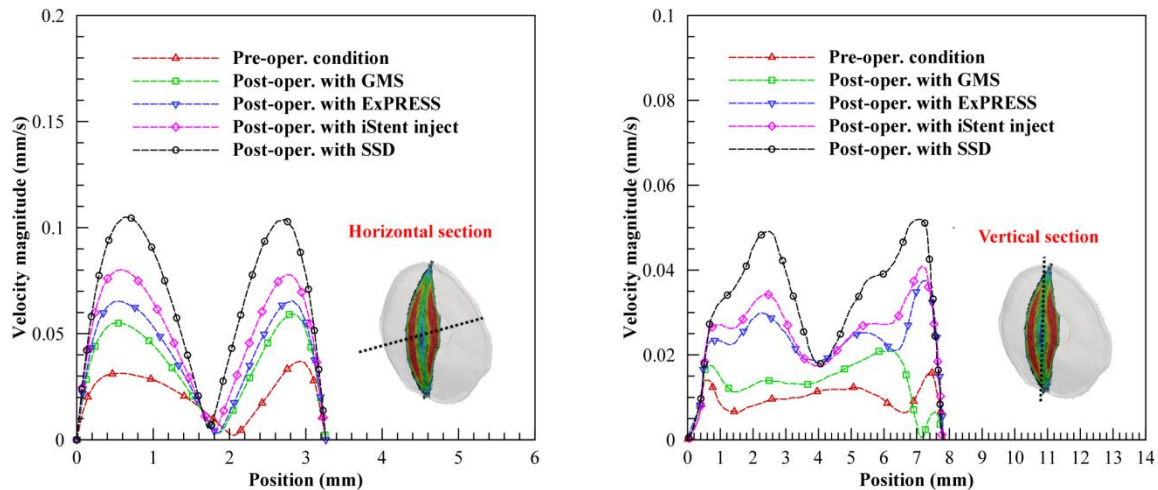 0.2
0.15
0.1
0.05
0
Velocity magnitude (mm/s)
Pre-oper. condition
Post-oper. with GMS
Post-oper. with ExPRESS
Post-oper. with iStent inject
Post-oper. with SSD
Horizontal section
0 1 2 3 4 5 6
Position (mm)
0.1
0.08
0.06
0.04
0.02
0
Velocity magnitude (mm/s)
Pre-oper. condition
Post-oper. with GMS
Post-oper. with ExPRESS
Post-oper. with iStent inject
Post-oper. with SSD
Vertical section
0 1 2 3 4 5 6 7 8 9 10 11 12 13 14
Position (mm)